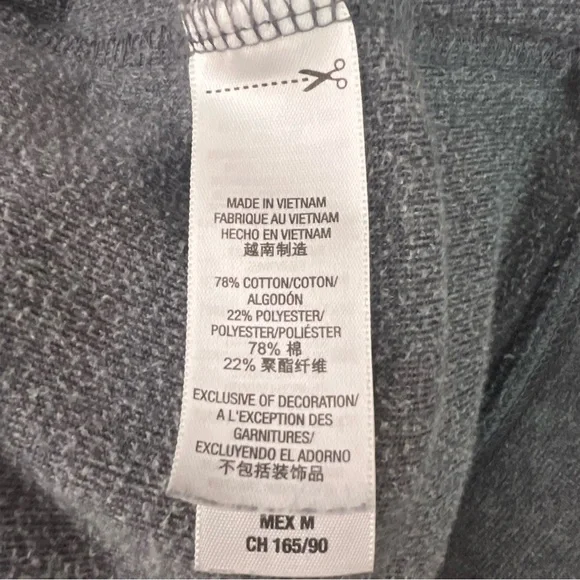 MADE IN VIETNAM
FABRIQUE AU VIETNAM
HECHO EN VIETNAM
越南制造
78% COTTON/COTON/
ALGODÓN
22% POLYESTER/
POLYESTER/POLIÉSTER
78% 棉
22% 聚酯纤维
EXCLUSIVE OF DECORATION/
A L'EXCEPTION DES
GARNITURES/
EXCLUYENDO EL ADORNO
不包括装饰品
MEX M
CH 165/90